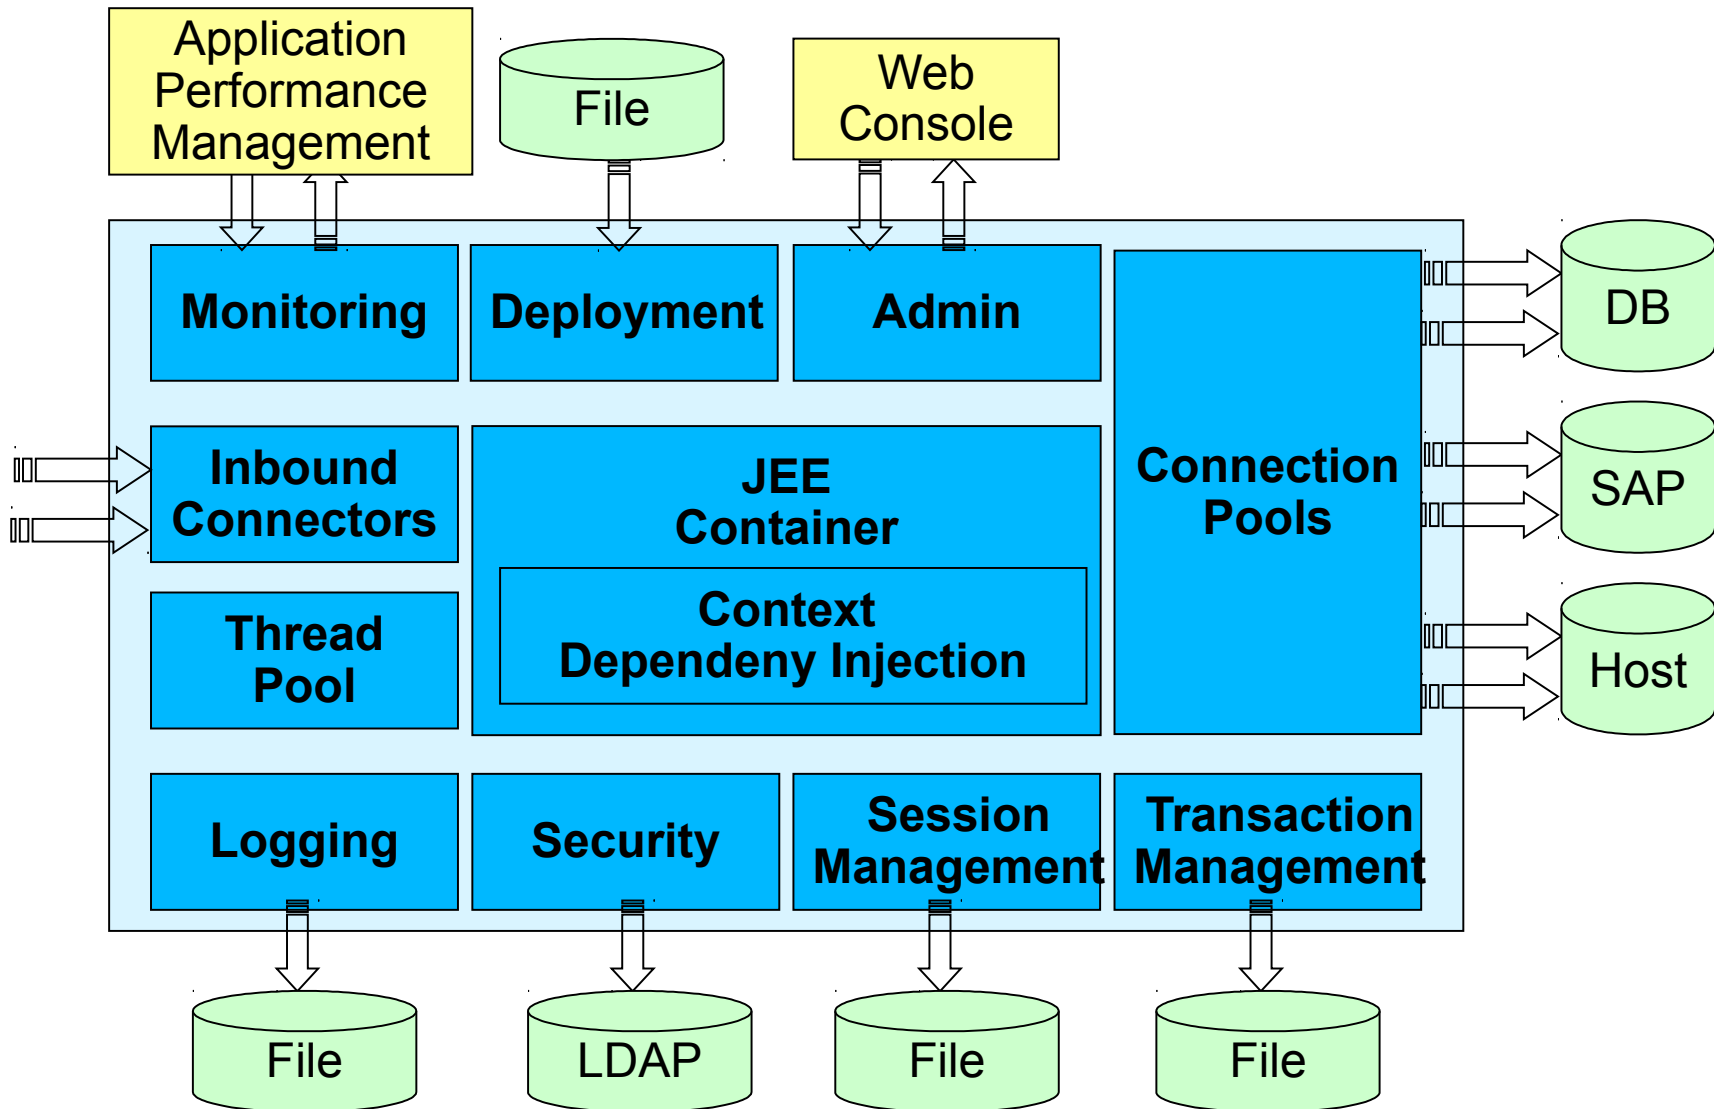 Application
Performance
Management
File
Web
Console
Monitoring
Deployment
Admin
DB
Inbound
Connectors
JEE
Container
Connection
Pools
SAP
Thread
Pool
Context
Dependeny Injection
Host
Logging
Security
Session
Management
Transaction
Management
File
LDAP
File
File